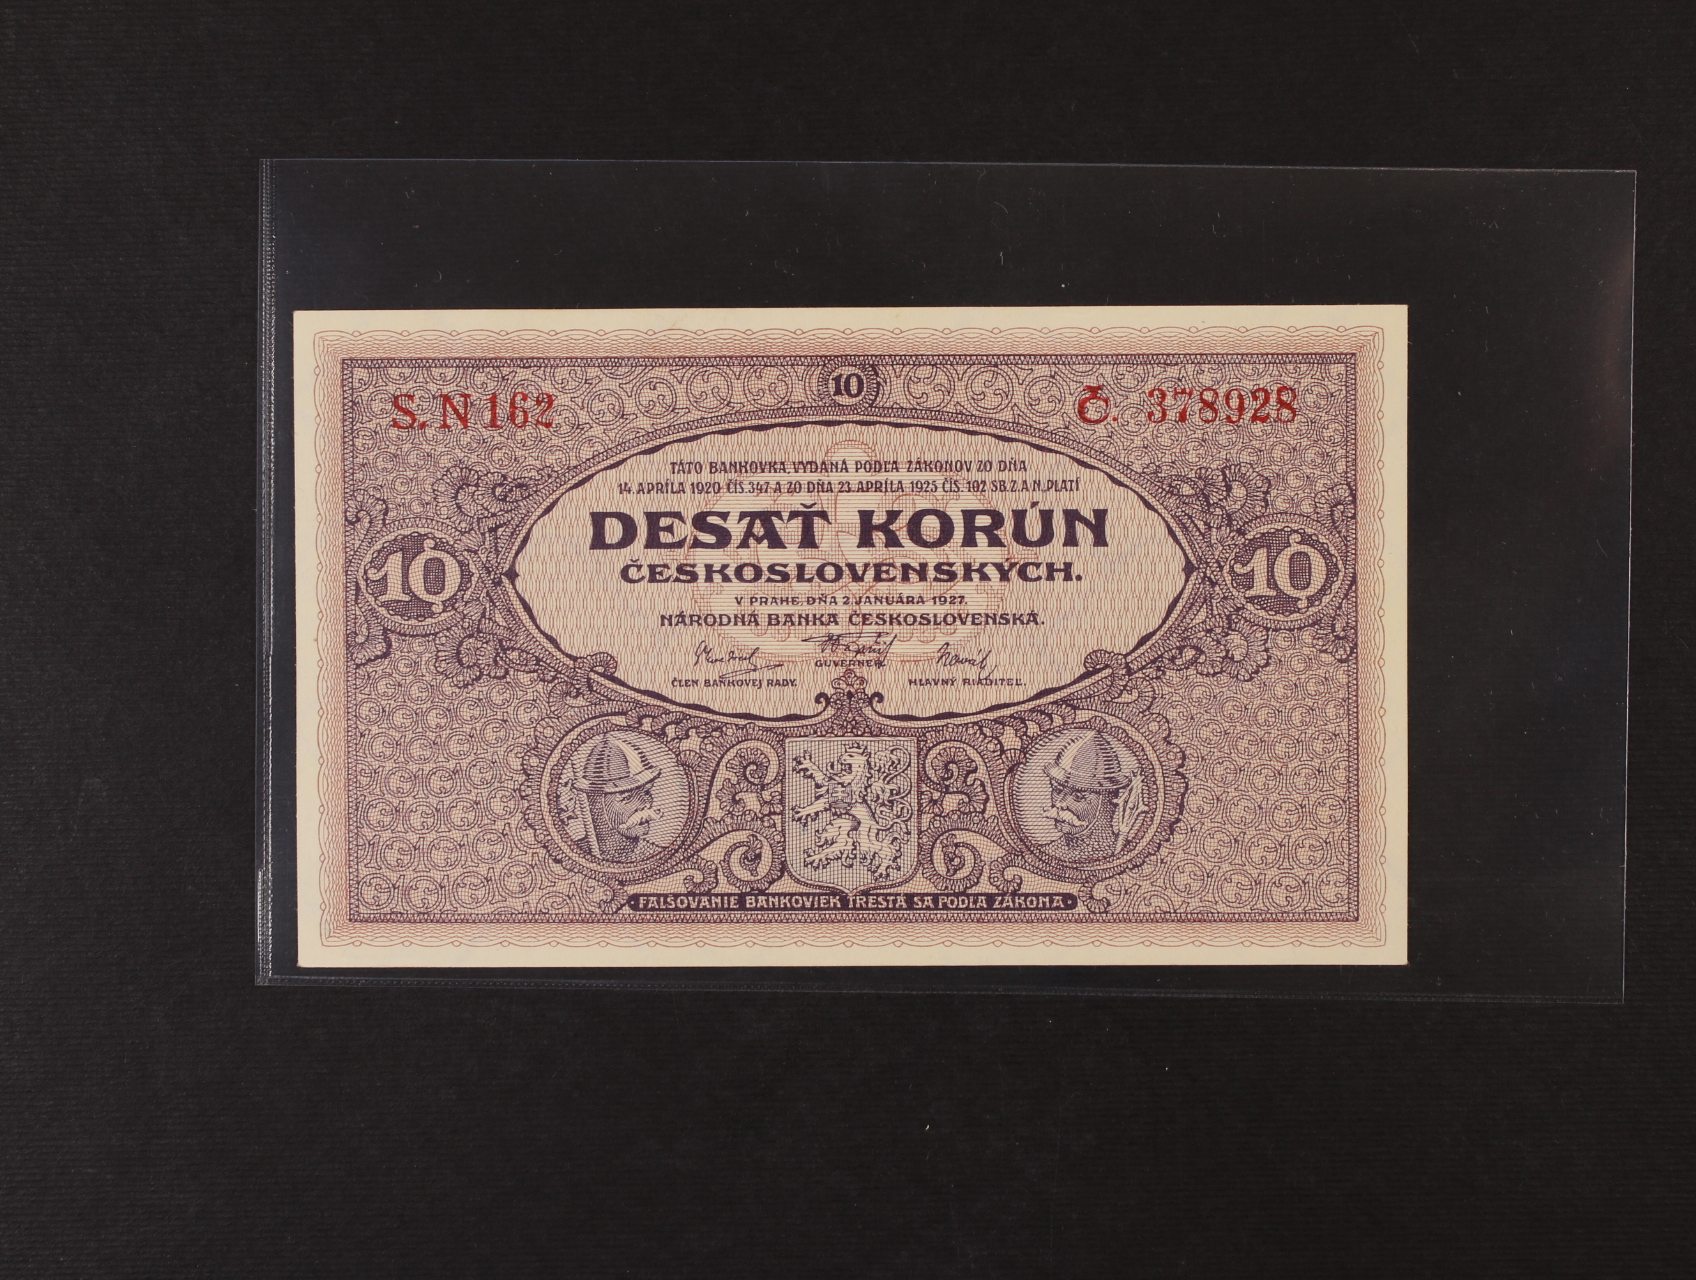 10
S. N 162
Č. 378928
TÁTO BANKOVKA, VYDANÁ PODĽA ZÁKONOV ZO DŇA
14. APRÍLA 1920 ČÍS. 347 A ZO DŇA 23. APRÍLA 1925 ČÍS. 102 SB. Z. A N. PLATÍ
DESAŤ KORÚN
ČESKOSLOVENSKÝCH.
10
10
V PRAHE, DŇA 2. JANUÁRA 1927.
NÁRODNÁ BANKA ČESKOSLOVENSKÁ.
GUVERNER.
ČLEN BANKOVEJ RADY.
HLAVNÝ RIADITEĽ.
· FALŠOVANIE BANKOVIEK TRESTÁ SA PODĽA ZÁKONA ·